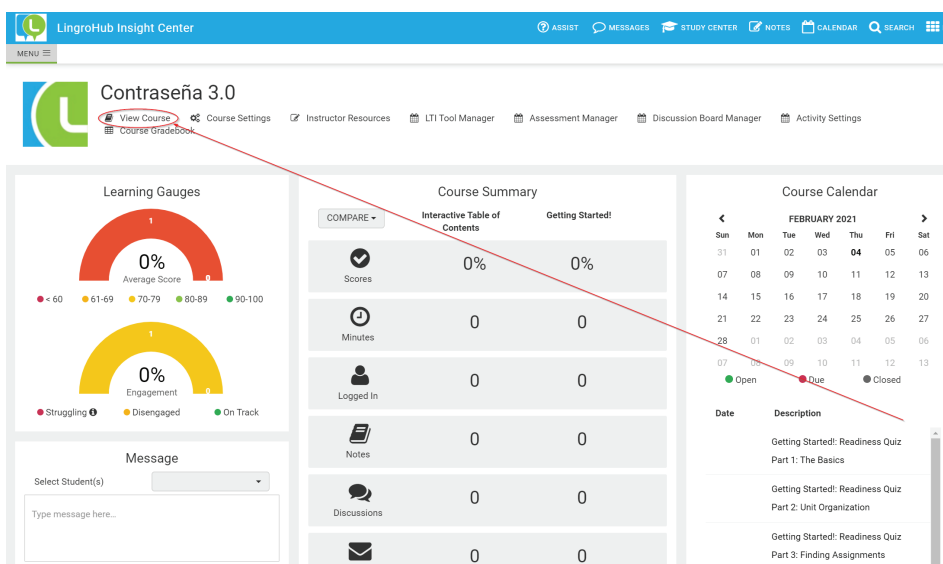 LingroHub Insight Center
ASSIST MESSAGES STUDY CENTER NOTES CALENDAR SEARCH
MENU
Contraseña 3.0
View Course Course Settings Instructor Resources LTI Tool Manager Assessment Manager Discussion Board Manager Activity Settings
Course Gradebook
Learning Gauges
1
0%
Average Score
0
< 60 61-69 70-79 80-89 90-100
1
0%
Engagement
0
Struggling Disengaged On Track
Message
Select Student(s)
Type message here...
Course Summary
COMPARE Interactive Table of Contents Getting Started!
0% 0%
Scores
0 0
Minutes
0 0
Logged In
0 0
Notes
0 0
Discussions
0 0
Course Calendar
FEBRUARY 2021
Sun Mon Tue Wed Thu Fri Sat
31 01 02 03 04 05 06
07 08 09 10 11 12 13
14 15 16 17 18 19 20
21 22 23 24 25 26 27
28 01 02 03 04 05 06
07 08 09 10 11 12 13
Open Due Closed
Date Description
Getting Started!: Readiness Quiz
Part 1: The Basics
Getting Started!: Readiness Quiz
Part 2: Unit Organization
Getting Started!: Readiness Quiz
Part 3: Finding Assignments